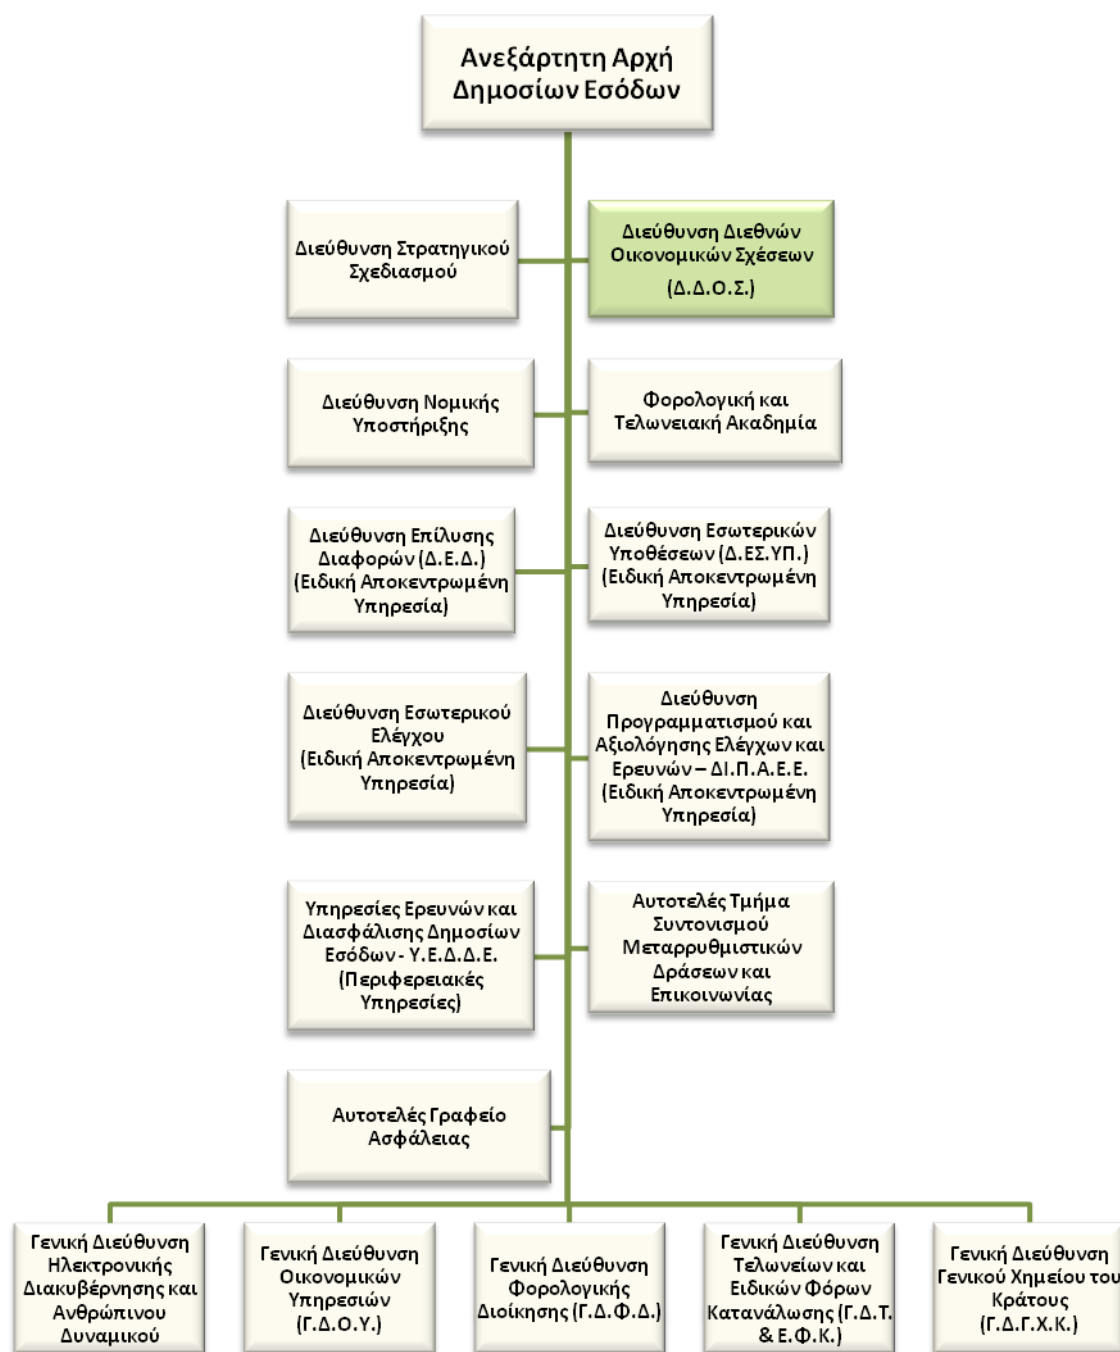 Ανεξάρτητη Αρχή
Δημοσίων Εσόδων
Διεύθυνση Στρατηγικού
Σχεδιασμού
Διεύθυνση Διεθνών
Οικονομικών Σχέσεων
(Δ.Δ.Ο.Σ.)
Διεύθυνση Νομικής
Υποστήριξης
Φορολογική και
Τελωνειακή Ακαδημία
Διεύθυνση Επίλυσης
Διαφορών (Δ.Ε.Δ.)
(Ειδική Αποκεντρωμένη
Υπηρεσία)
Διεύθυνση Εσωτερικών
Υποθέσεων (Δ.ΕΣ.ΥΠ.)
(Ειδική Αποκεντρωμένη
Υπηρεσία)
Διεύθυνση Εσωτερικού
Ελέγχου
(Ειδική Αποκεντρωμένη
Υπηρεσία)
Διεύθυνση
Προγραμματισμού και
Αξιολόγησης Ελέγχων και
Ερευνών – ΔΙ.Π.Α.Ε.Ε.
(Ειδική Αποκεντρωμένη
Υπηρεσία)
Υπηρεσίες Ερευνών και
Διασφάλισης Δημοσίων
Εσόδων - Υ.Ε.Δ.Δ.Ε.
(Περιφερειακές
Υπηρεσίες)
Αυτοτελές Τμήμα
Συντονισμού
Μεταρρυθμιστικών
Δράσεων και
Επικοινωνίας
Αυτοτελές Γραφείο
Ασφάλειας
Γενική Διεύθυνση
Ηλεκτρονικής
Διακυβέρνησης και
Ανθρώπινου
Δυναμικού
Γενική Διεύθυνση
Οικονομικών
Υπηρεσιών
(Γ.Δ.Ο.Υ.)
Γενική Διεύθυνση
Φορολογικής
Διοίκησης (Γ.Δ.Φ.Δ.)
Γενική Διεύθυνση
Τελωνείων και
Ειδικών Φόρων
Κατανάλωσης (Γ.Δ.Τ.
& Ε.Φ.Κ.)
Γενική Διεύθυνση
Γενικού Χημείου του
Κράτους
(Γ.Δ.Γ.Χ.Κ.)